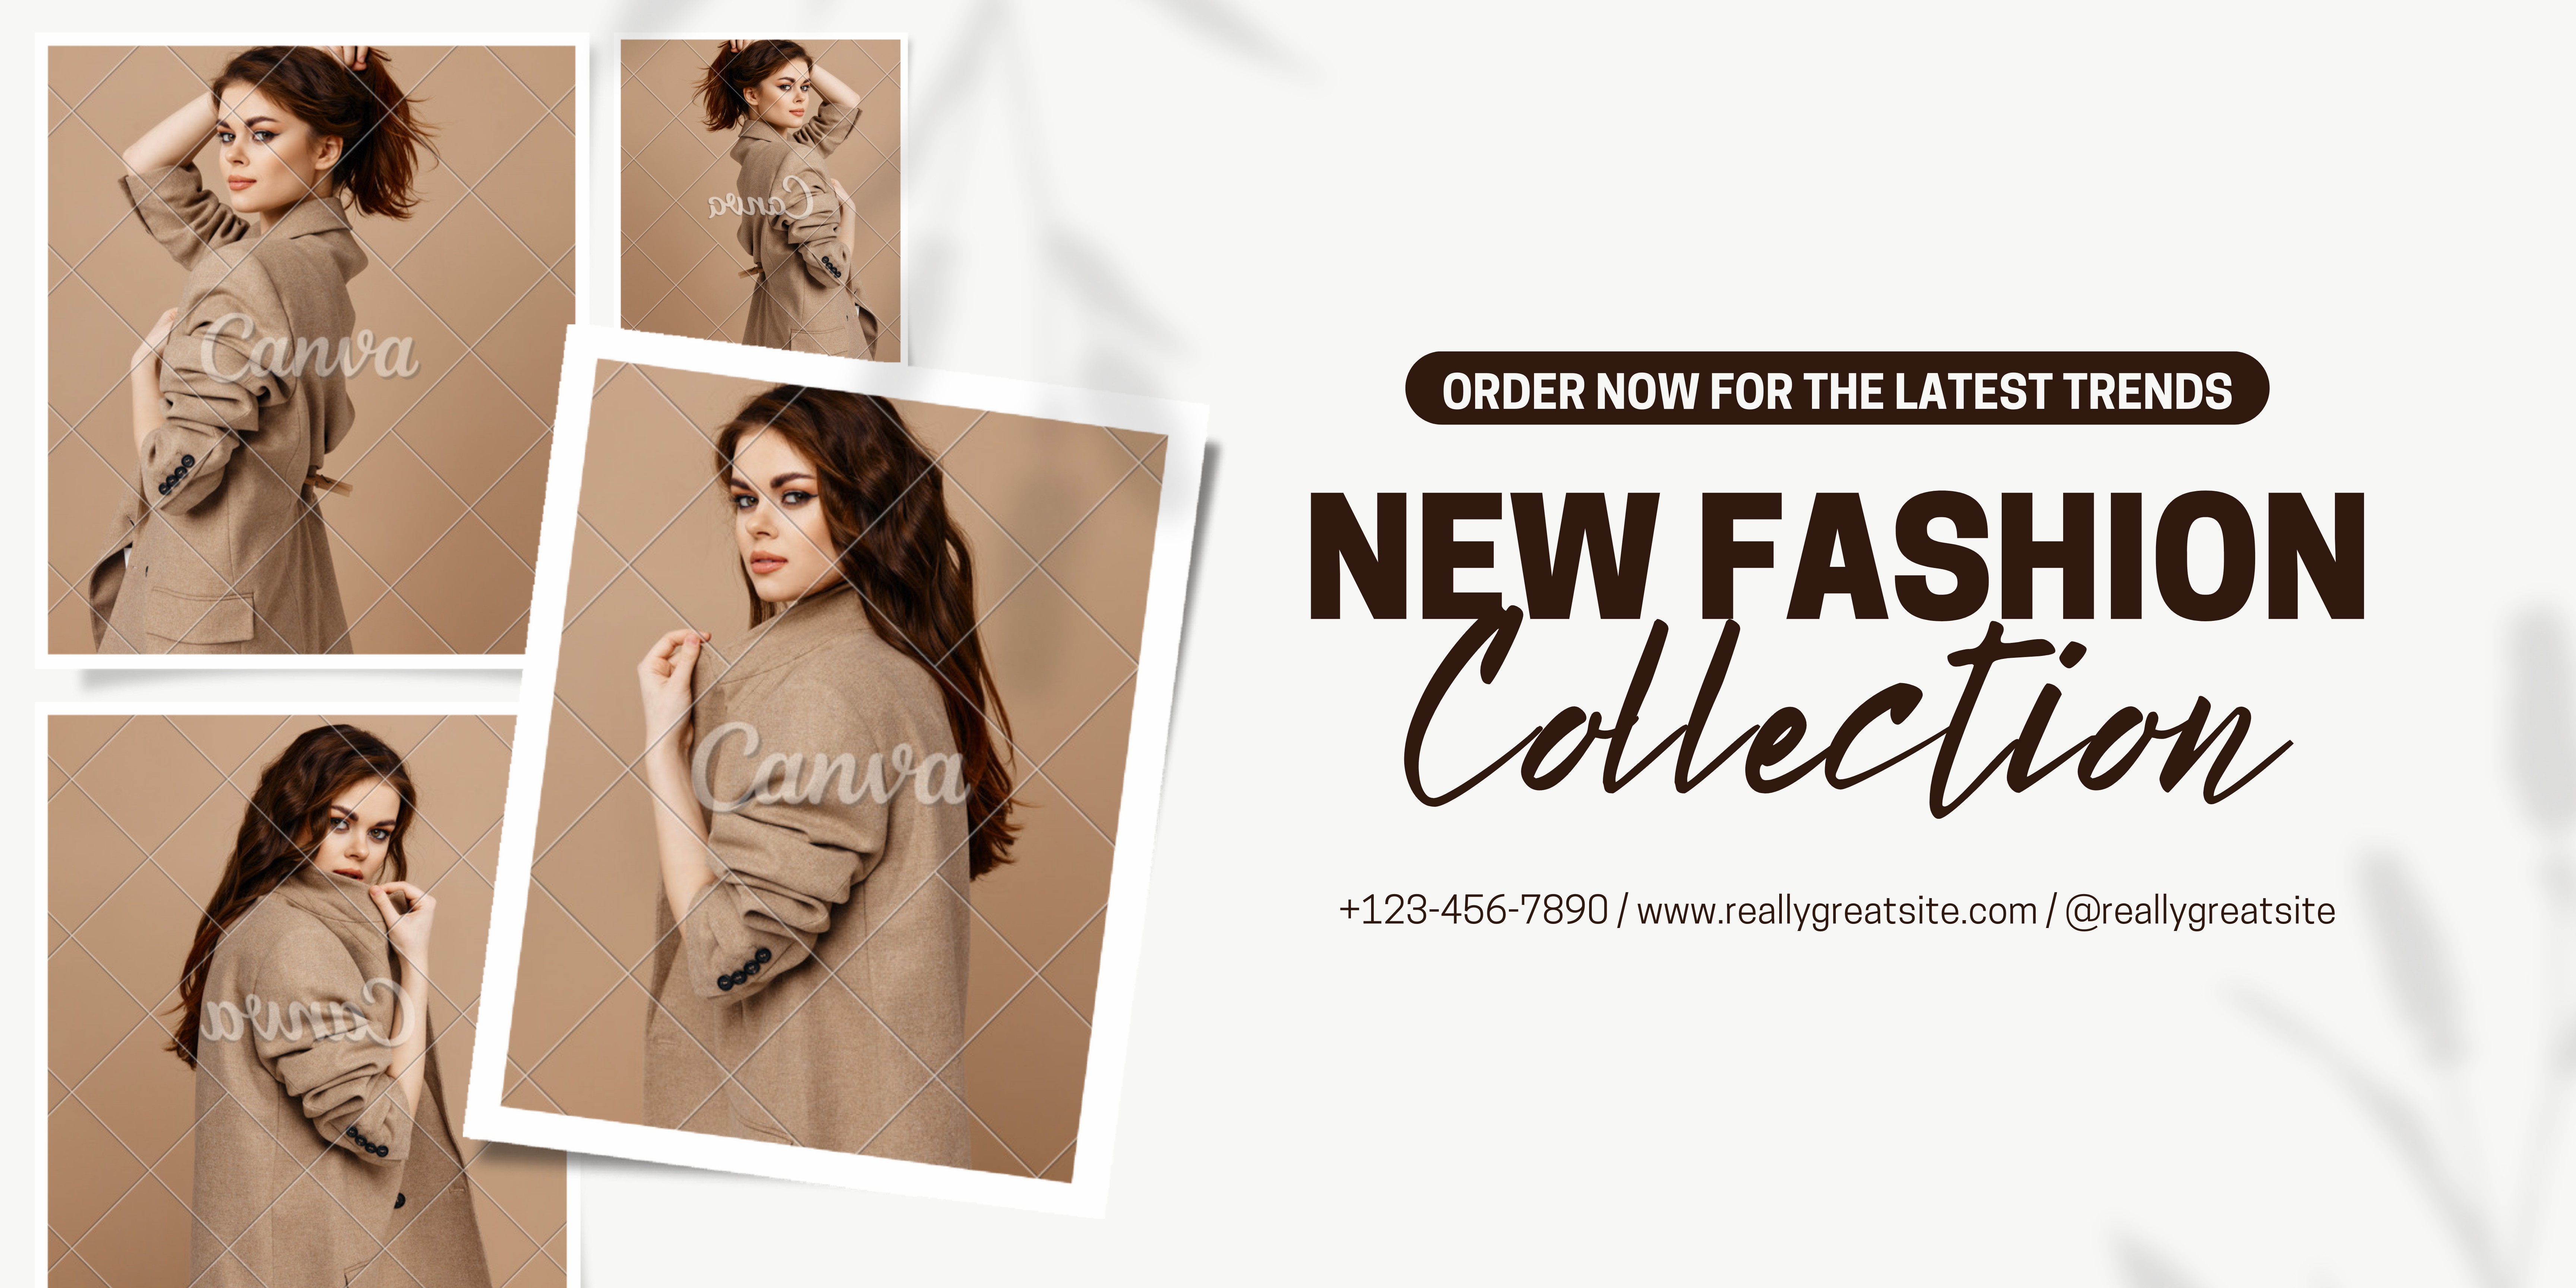 Canva
Canva
Canva
Canva
ORDER NOW FOR THE LATEST TRENDS
NEW FASHION
Collection
+123-456-7890 / www.reallygreatsite.com / @reallygreatsite